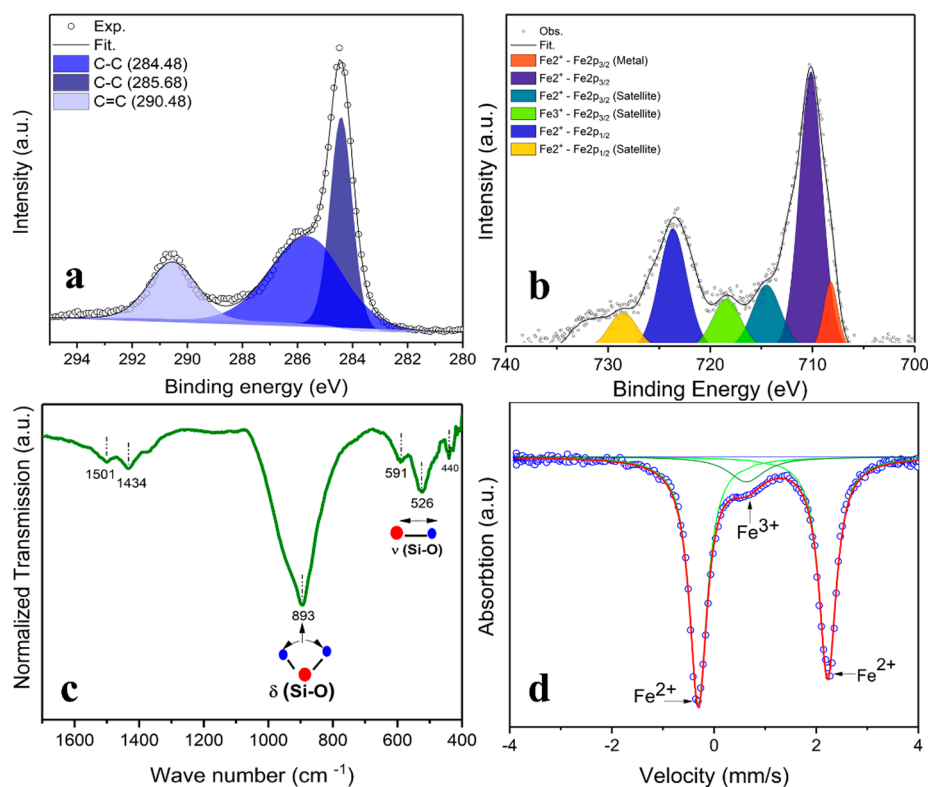 Exp.
Fit.
C-C (284.48)
C-C (285.68)
C=C (290.48)
a
Intensity (a.u.)
294 292 290 288 286 284 282 280
Binding energy (eV)
Obs.
Fit.
Fe2⁺ - Fe2p₃/₂ (Metal)
Fe2⁺ - Fe2p₃/₂
Fe2⁺ - Fe2p₃/₂ (Satellite)
Fe3⁺ - Fe2p₃/₂ (Satellite)
Fe2⁺ - Fe2p₁/₂
Fe2⁺ - Fe2p₁/₂ (Satellite)
b
Intensity (a.u.)
740 730 720 710 700
Binding Energy (eV)
1501
1434
591
526
440
ν (Si-O)
893
δ (Si-O)
c
Normalized Transmission (a.u.)
1600 1400 1200 1000 800 600 400
Wave number (cm ⁻¹)
Fe³⁺
Fe²⁺
Fe²⁺
d
Absorbtion (a.u.)
-4 -2 0 2 4
Velocity (mm/s)